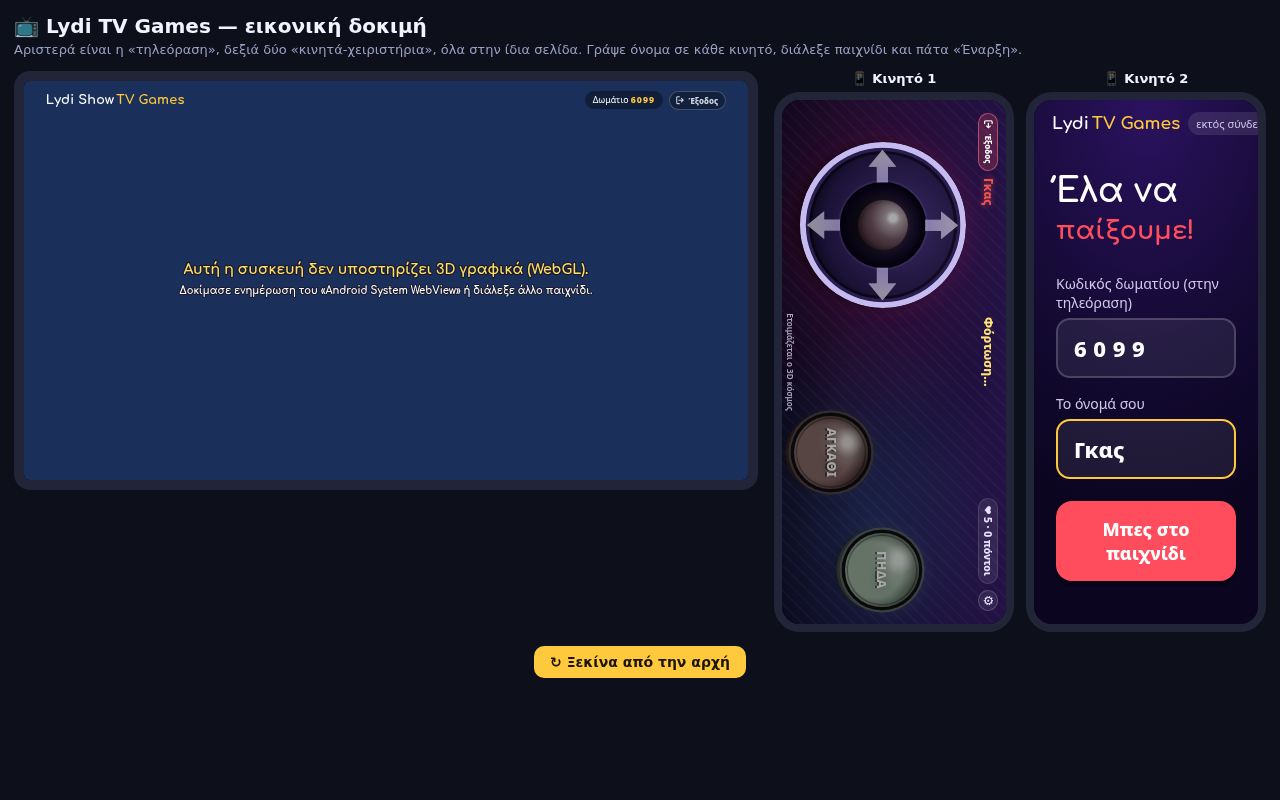 📺 Lydi TV Games — εικονική δοκιμή
Αριστερά είναι η «τηλεόραση», δεξιά δύο «κινητά-χειριστήρια», όλα στην ίδια σελίδα. Γράψε όνομα σε κάθε κινητό, διάλεξε παιχνίδι και πάτα «Έναρξη».
Lydi Show TV Games
Δωμάτιο 6099
Έξοδος
Αυτή η συσκευή δεν υποστηρίζει 3D γραφικά (WebGL).
Δοκίμασε ενημέρωση του «Android System WebView» ή διάλεξε άλλο παιχνίδι.
↻ Ξεκίνα από την αρχή
📱 Κινητό 1
Έξοδος
Γκας
Φόρτωση…
Ετοιμάζεται ο 3D κόσμος
ΑΓΚΑΘΙ
ΠΗΔΑ
♥ 5 · 0 πόντοι
⚙
📱 Κινητό 2
Lydi TV Games
εκτός σύνδε
Έλα να
παίξουμε!
Κωδικός δωματίου (στην
τηλεόραση)
6099
Το όνομά σου
Γκας
Μπες στο
παιχνίδι